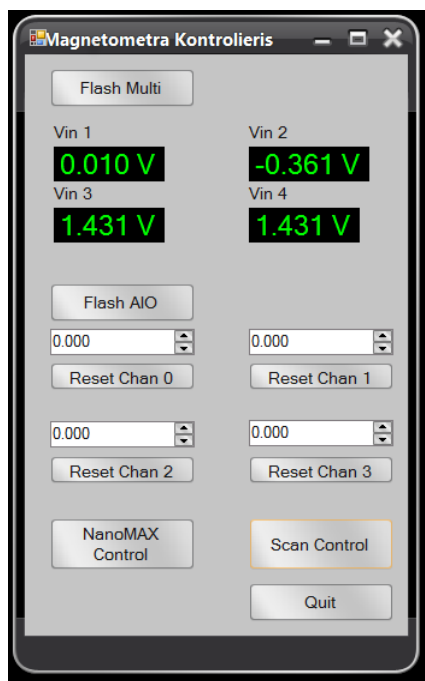 Magnetometra Kontrolieris
Flash Multi
Vin 1 Vin 2
0.010 V -0.361 V
Vin 3 Vin 4
1.431 V 1.431 V
Flash AIO
0.000 0.000
Reset Chan 0 Reset Chan 1
0.000 0.000
Reset Chan 2 Reset Chan 3
NanoMAX
Control
Scan Control
Quit